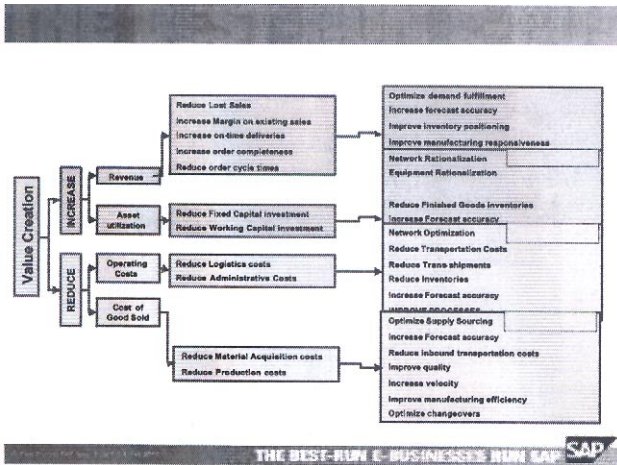 Value Creation
INCREASE
REDUCE
Revenue
Asset
utilization
Operating
Costs
Cost of
Good Sold
Reduce Lost Sales
Increase Margin on existing sales
Increase on-time deliveries
Increase order completeness
Reduce order cycle times
Reduce Fixed Capital investment
Reduce Working Capital investment
Reduce Logistics costs
Reduce Administrative Costs
Reduce Material Acquisition costs
Reduce Production costs
Optimize demand fulfillment
Increase forecast accuracy
Improve inventory positioning
Improve manufacturing responsiveness
Network Rationalization
Equipment Rationalization
Reduce Finished Goods inventories
Increase Forecast accuracy
Network Optimization
Reduce Transportation Costs
Reduce Trans-shipments
Reduce Inventories
Increase Forecast accuracy
IMPROVE PROCESSES
Optimize Supply Sourcing
Increase Forecast accuracy
Reduce inbound transportation costs
Improve quality
Increase velocity
Improve manufacturing efficiency
Optimize changeovers
THE BEST-RUN E-BUSINESSES RUN SAP
SAP